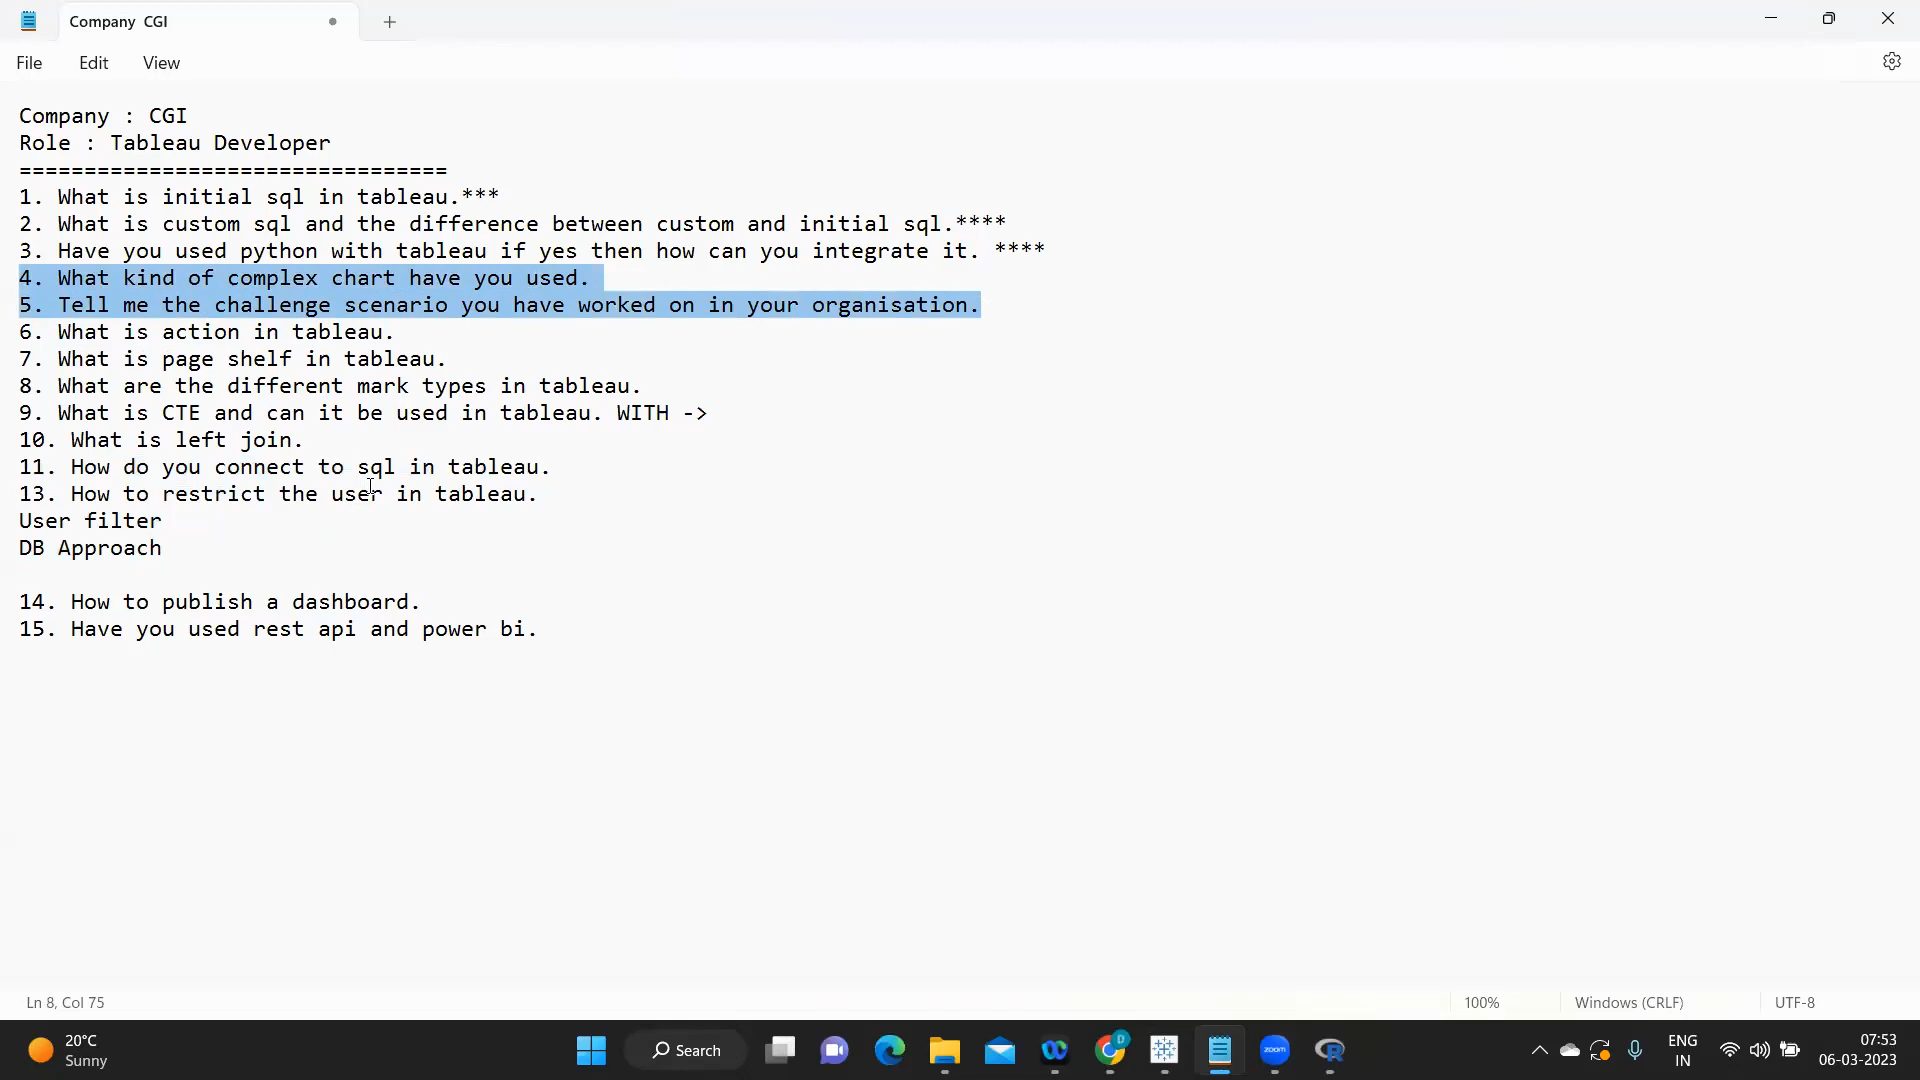 Company CGI
File Edit View
Company : CGI
Role : Tableau Developer
=================================
1. What is initial sql in tableau.***
2. What is custom sql and the difference between custom and initial sql.****
3. Have you used python with tableau if yes then how can you integrate it. ****
4. What kind of complex chart have you used.
5. Tell me the challenge scenario you have worked on in your organisation.
6. What is action in tableau.
7. What is page shelf in tableau.
8. What are the different mark types in tableau.
9. What is CTE and can it be used in tableau. WITH ->
10. What is left join.
11. How do you connect to sql in tableau.
13. How to restrict the user in tableau.
User filter
DB Approach
14. How to publish a dashboard.
15. Have you used rest api and power bi.
Ln 8, Col 75 100% Windows (CRLF) UTF-8
20°C
Sunny
Search
D
zoom
R
ENG
IN
07:53
06-03-2023